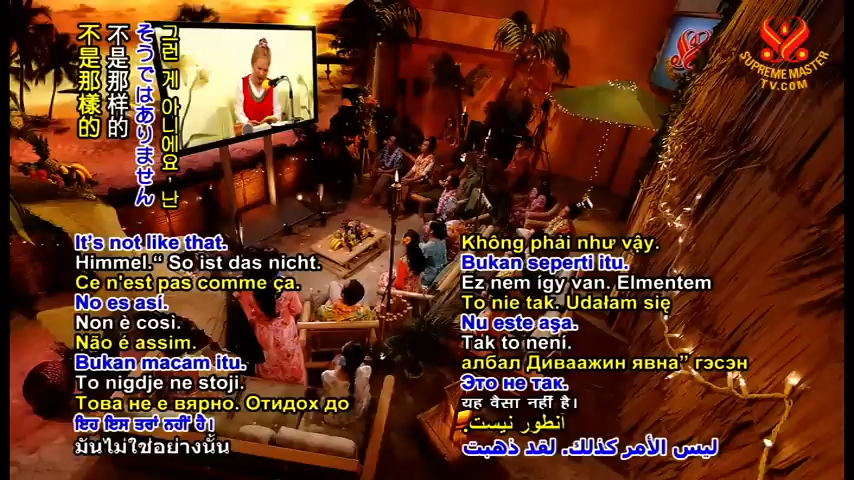 SUPREME MASTER
TV.COM
그런 게 아니에요, 난
そうではありません
不是那样的
不是那樣的
It's not like that.
Himmel.“ So ist das nicht.
Ce n'est pas comme ça.
No es así.
Non è così.
Não é assim.
Bukan macam itu.
To nigdje ne stoji.
Това не е вярно. Отидох до
ਇਹ ਇਸ ਤਰਾਂ ਨਹੀਂ ਹੈ।
มันไม่ใช่อย่างนั้น
Không phải như vậy.
Bukan seperti itu.
Ez nem így van. Elmentem
To nie tak. Udałam się
Nu este aşa.
Tak to není.
албал Диваажин явна” гэсэн
Это не так.
यह वैसा नहीं है।
آنطور نیست.
ليس الأمر كذلك. لقد ذهبت